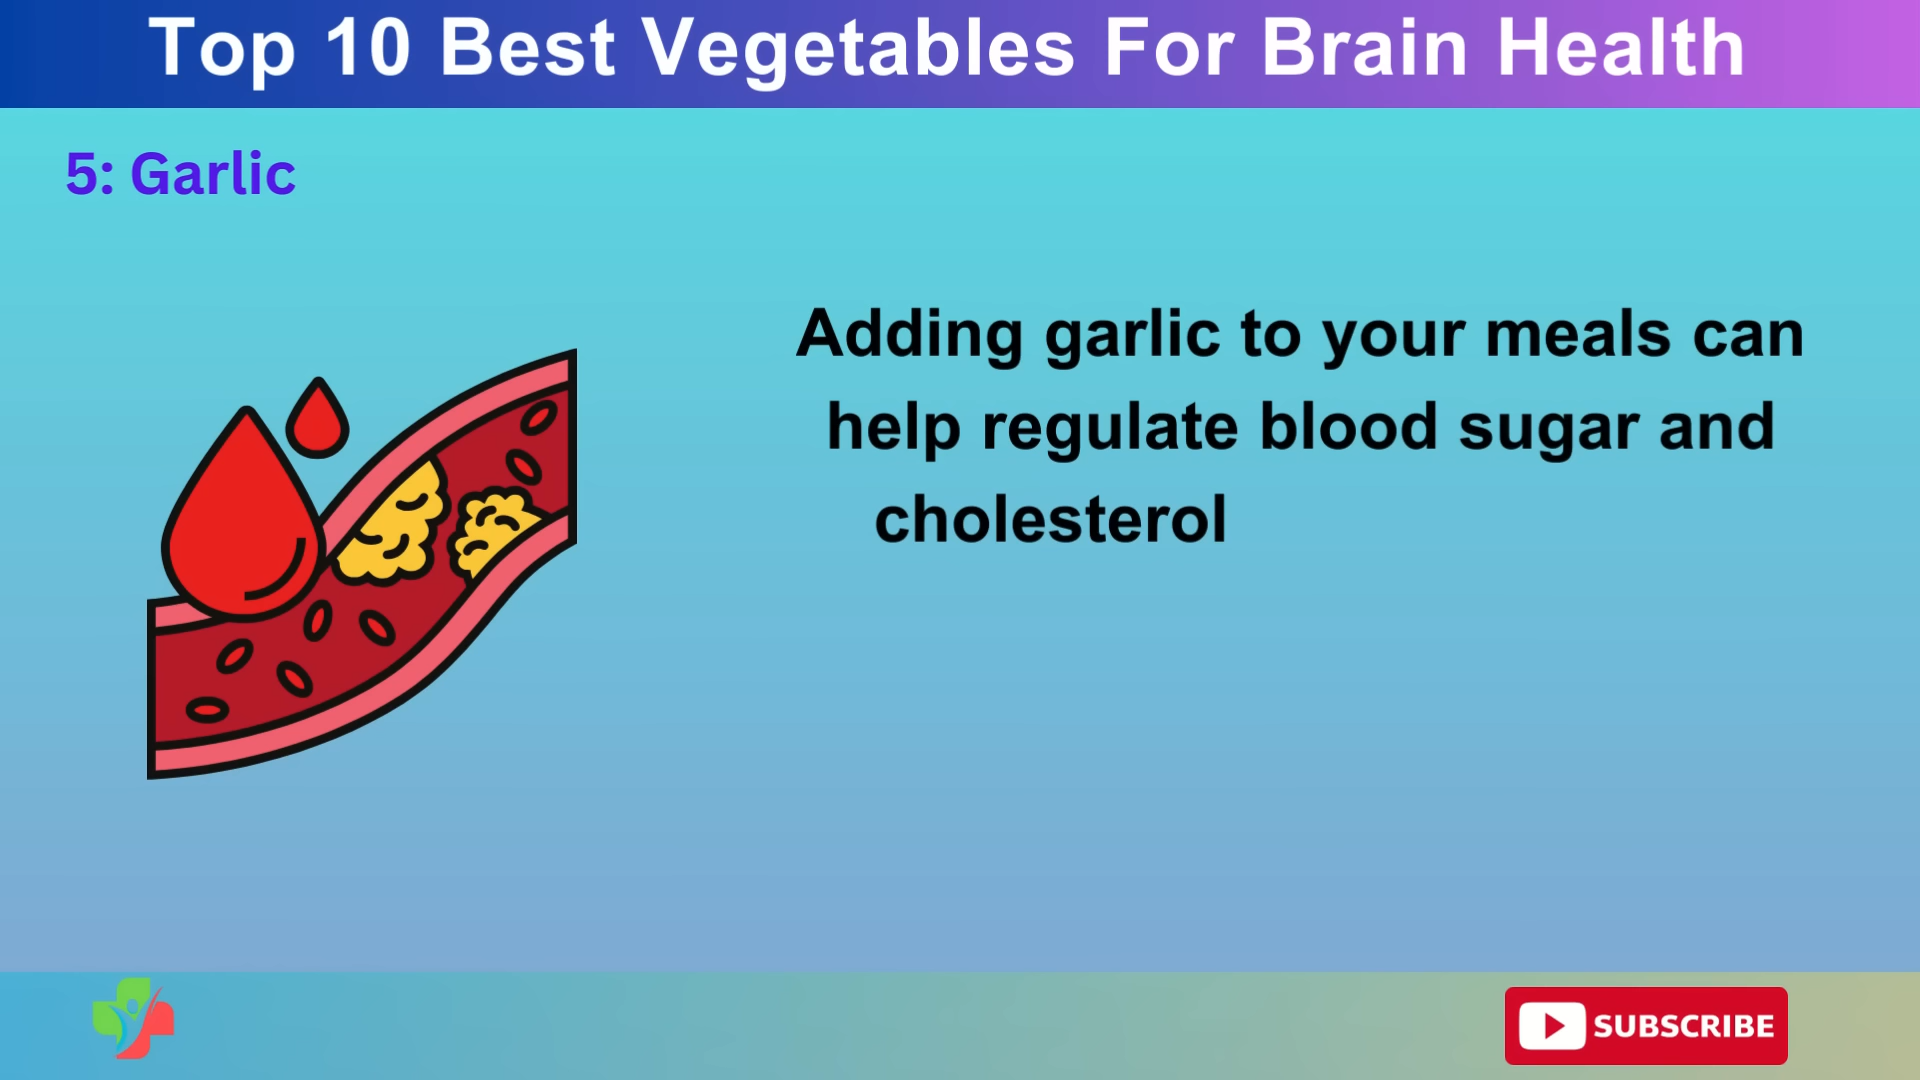 Top 10 Best Vegetables For Brain Health
5: Garlic
Adding garlic to your meals can
help regulate blood sugar and
cholesterol
SUBSCRIBE